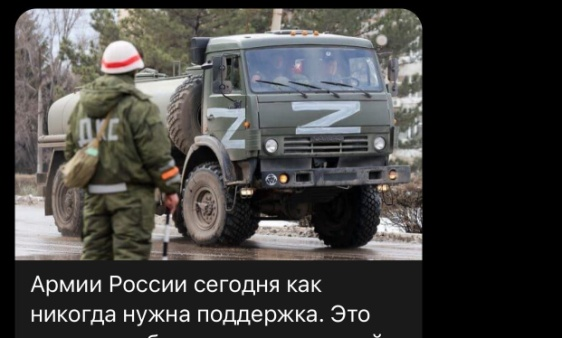 ДПС
Z
Z
Армии России сегодня как
никогда нужна поддержка. Это